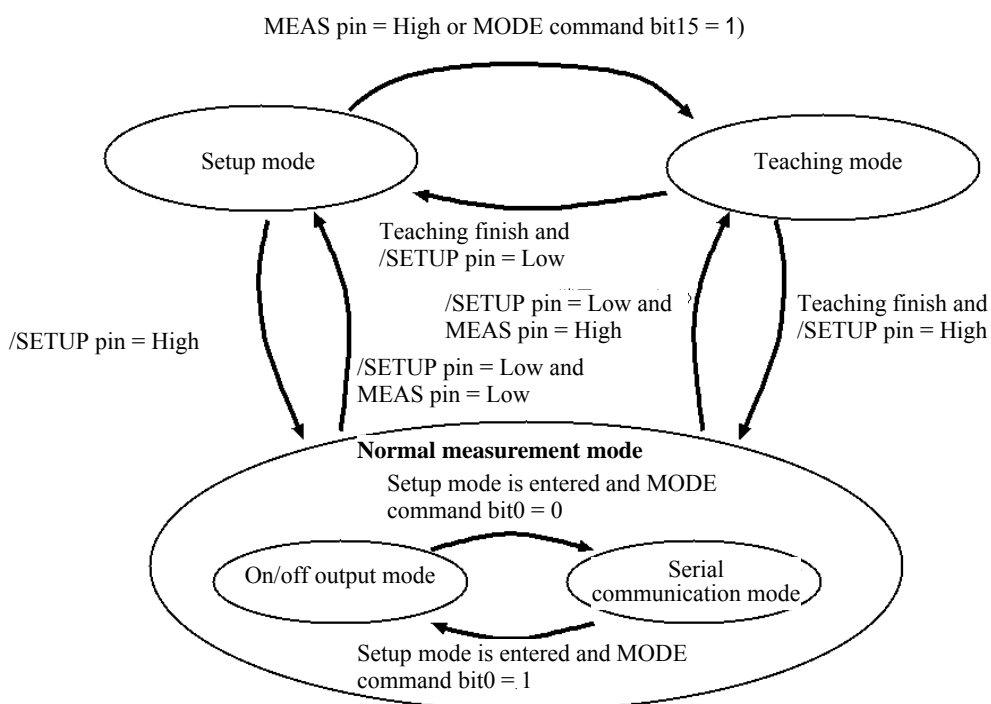 MEAS pin = High or MODE command bit15 = 1)
Setup mode
Teaching mode
Teaching finish and
/SETUP pin = Low
/SETUP pin = Low and
MEAS pin = High
Teaching finish and
/SETUP pin = High
/SETUP pin = High
/SETUP pin = Low and
MEAS pin = Low
Normal measurement mode
Setup mode is entered and MODE
command bit0 = 0
On/off output mode
Serial
communication mode
Setup mode is entered and MODE
command bit0 = 1